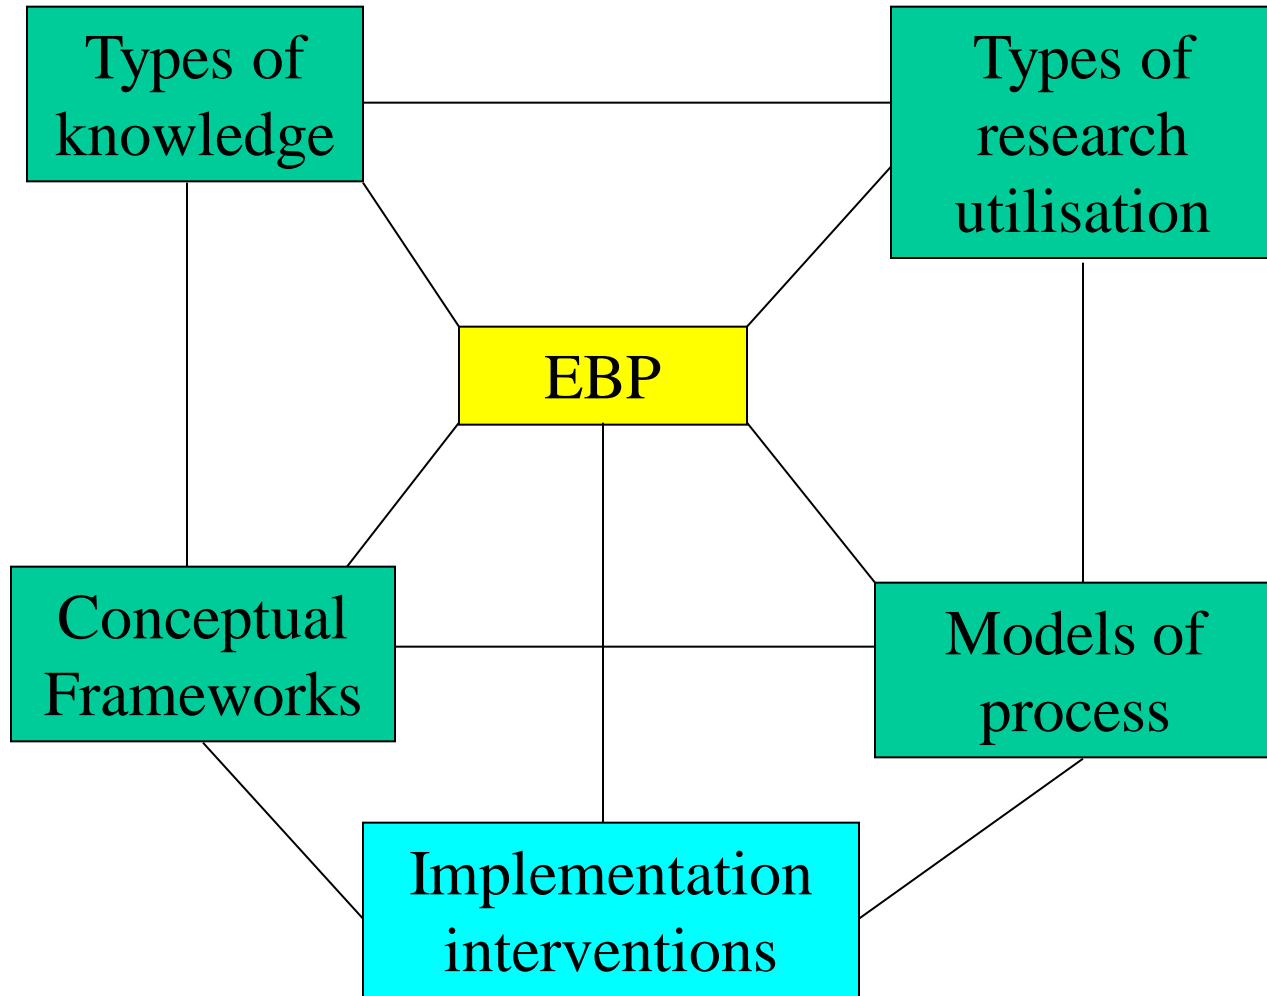 Types of
knowledge
Types of
research
utilisation
EBP
Conceptual
Frameworks
Models of
process
Implementation
interventions